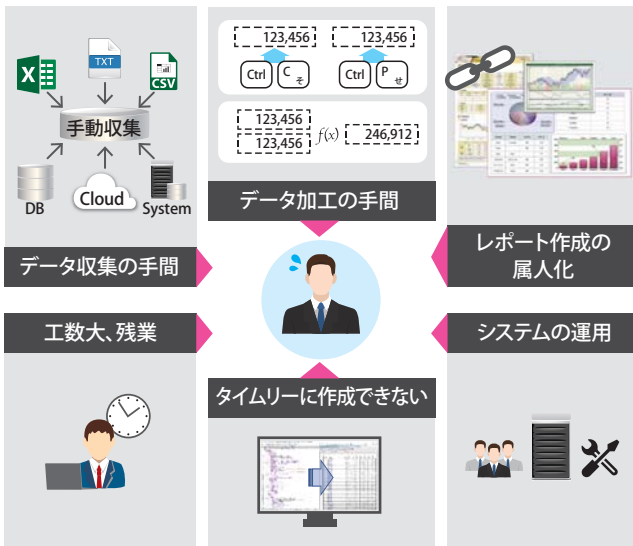 TXT
X
CSV
手動収集
DB
Cloud
System
データ収集の手間
123,456
123,456
Ctrl
C
そ
Ctrl
P
せ
123,456
123,456
f(x)
246,912
データ加工の手間
レポート作成の
属人化
工数大、残業
タイムリーに作成できない
システムの運用